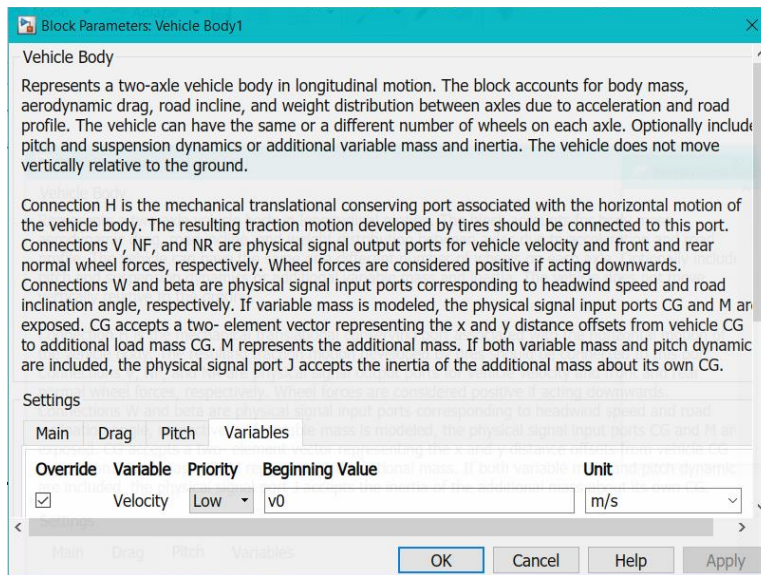 Block Parameters: Vehicle Body1
Vehicle Body
Represents a two-axle vehicle body in longitudinal motion. The block accounts for body mass,
aerodynamic drag, road incline, and weight distribution between axles due to acceleration and road
profile. The vehicle can have the same or a different number of wheels on each axle. Optionally include
pitch and suspension dynamics or additional variable mass and inertia. The vehicle does not move
vertically relative to the ground.
Connection H is the mechanical translational conserving port associated with the horizontal motion of
the vehicle body. The resulting traction motion developed by tires should be connected to this port.
Connections V, NF, and NR are physical signal output ports for vehicle velocity and front and rear
normal wheel forces, respectively. Wheel forces are considered positive if acting downwards.
Connections W and beta are physical signal input ports corresponding to headwind speed and road
inclination angle, respectively. If variable mass is modeled, the physical signal input ports CG and M are
exposed. CG accepts a two- element vector representing the x and y distance offsets from vehicle CG
to additional load mass CG. M represents the additional mass. If both variable mass and pitch dynamic
are included, the physical signal port J accepts the inertia of the additional mass about its own CG.
Settings
Main Drag Pitch Variables
Override Variable Priority Beginning Value Unit
Velocity Low v0 m/s
Settings
Main Drag Pitch Variables
OK Cancel Help Apply